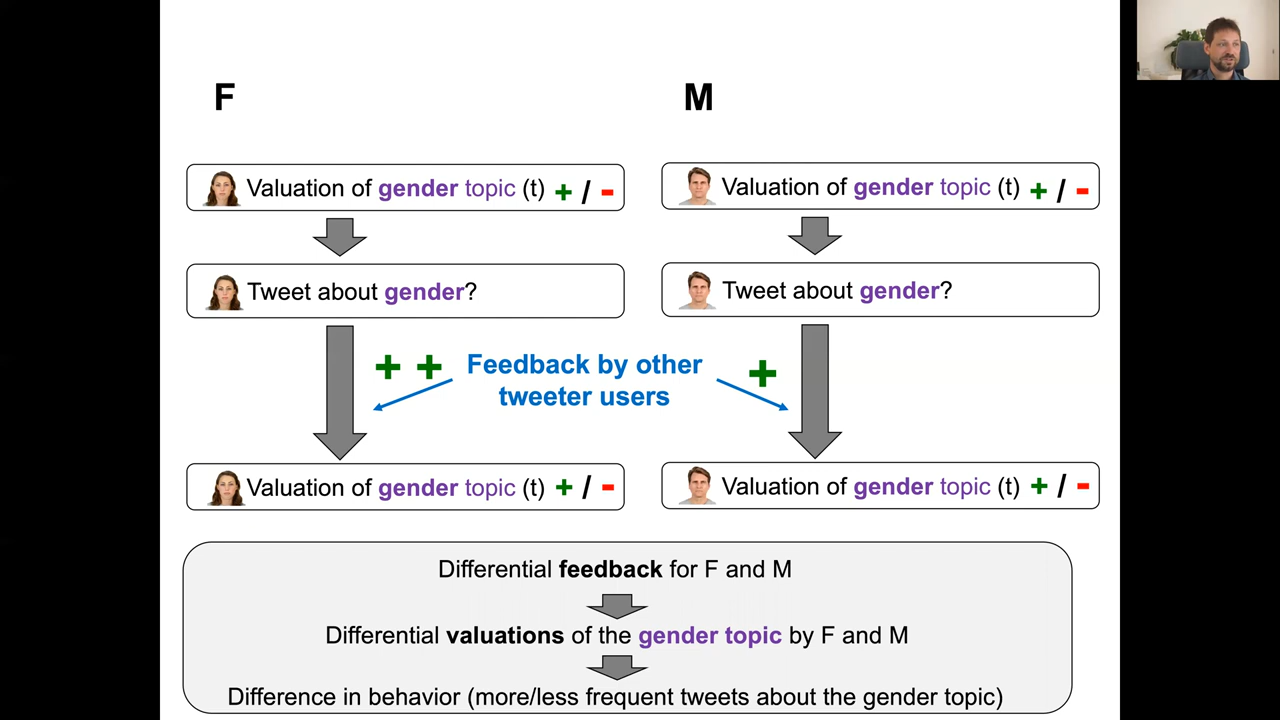 F
M
Valuation of gender topic (t) + / -
Valuation of gender topic (t) + / -
Tweet about gender?
Tweet about gender?
+ +
Feedback by other
tweeter users
+
Valuation of gender topic (t) + / -
Valuation of gender topic (t) + / -
Differential feedback for F and M
Differential valuations of the gender topic by F and M
Difference in behavior (more/less frequent tweets about the gender topic)